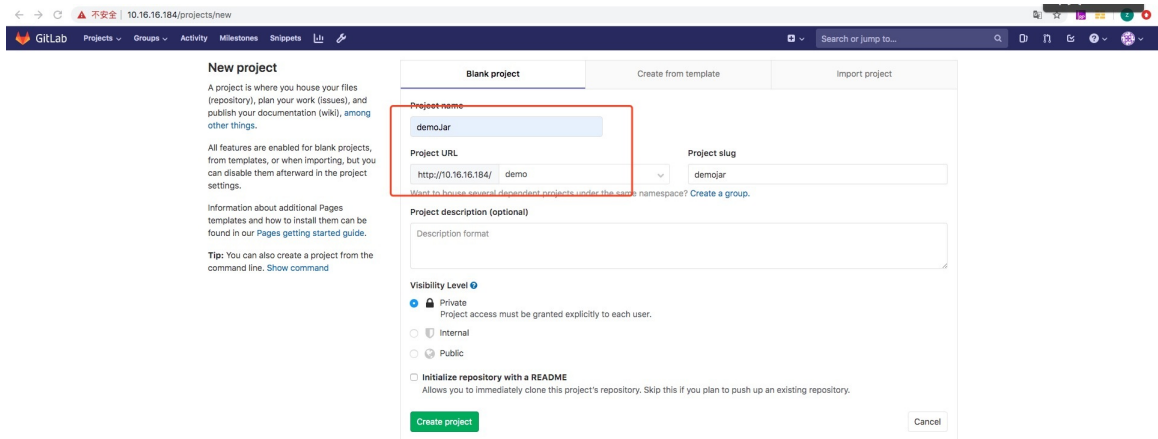 不安全 10.16.16.184/projects/new
GitLab Projects Groups Activity Milestones Snippets Search or jump to...
New project
A project is where you house your files
(repository), plan your work (issues), and
publish your documentation (wiki), among
other things.
All features are enabled for blank projects,
from templates, or when importing, but you
can disable them afterward in the project
settings.
Information about additional Pages
templates and how to install them can be
found in our Pages getting started guide.
Tip: You can also create a project from the
command line. Show command
Blank project Create from template Import project
Project name
demoJar
Project URL Project slug
http://10.16.16.184/ demo demojar
Want to house several dependent projects under the same namespace? Create a group.
Project description (optional)
Description format
Visibility Level
Private
Project access must be granted explicitly to each user.
Internal
Public
Initialize repository with a README
Allows you to immediately clone this project's repository. Skip this if you plan to push up an existing repository.
Create project Cancel